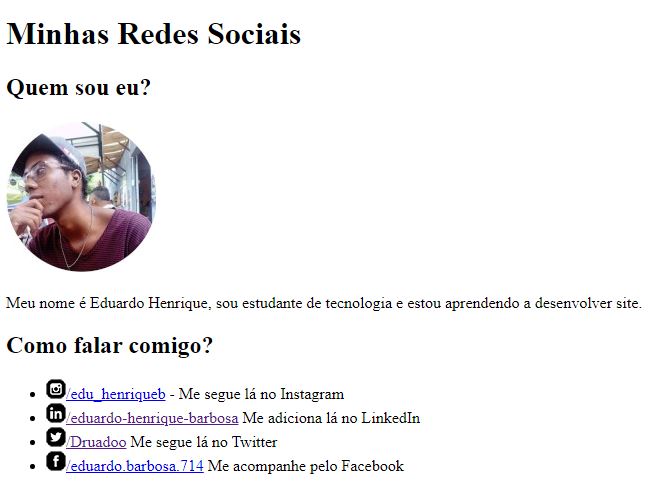 Minhas Redes Sociais
Quem sou eu?
Meu nome é Eduardo Henrique, sou estudante de tecnologia e estou aprendendo a desenvolver site.
Como falar comigo?
/edu_henriqueb - Me segue lá no Instagram
/eduardo-henrique-barbosa Me adiciona lá no LinkedIn
/Druadoo Me segue lá no Twitter
/eduardo.barbosa.714 Me acompanhe pelo Facebook